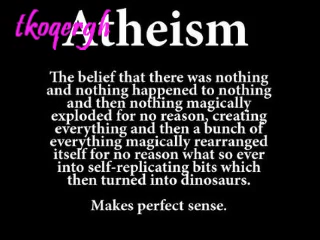 tkoqergh
Atheism
The belief that there was nothing
and nothing happened to nothing
and then nothing magically
exploded for no reason, creating
everything and then a bunch of
everything magically rearranged
itself for no reason what so ever
into self-replicating bits which
then turned into dinosaurs.
Makes perfect sense.